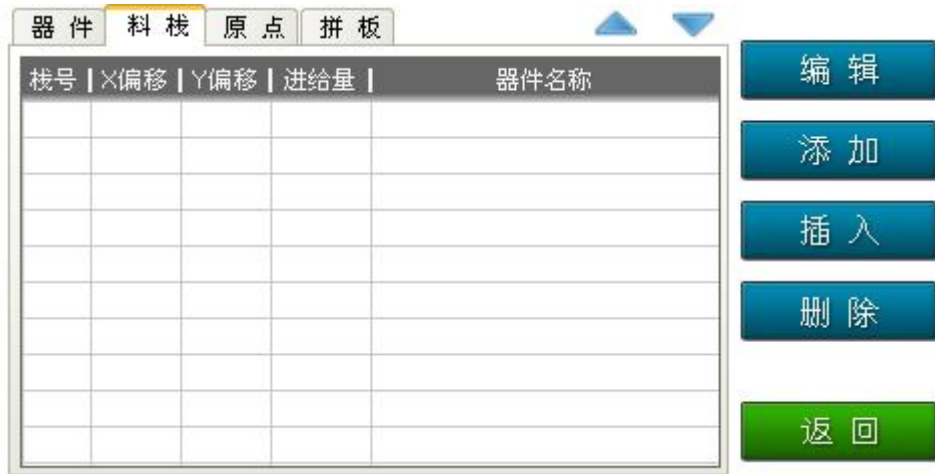 器件 料栈 原点 拼板
栈号 X偏移 Y偏移 进给量 器件名称
编辑
添加
插入
删除
返回